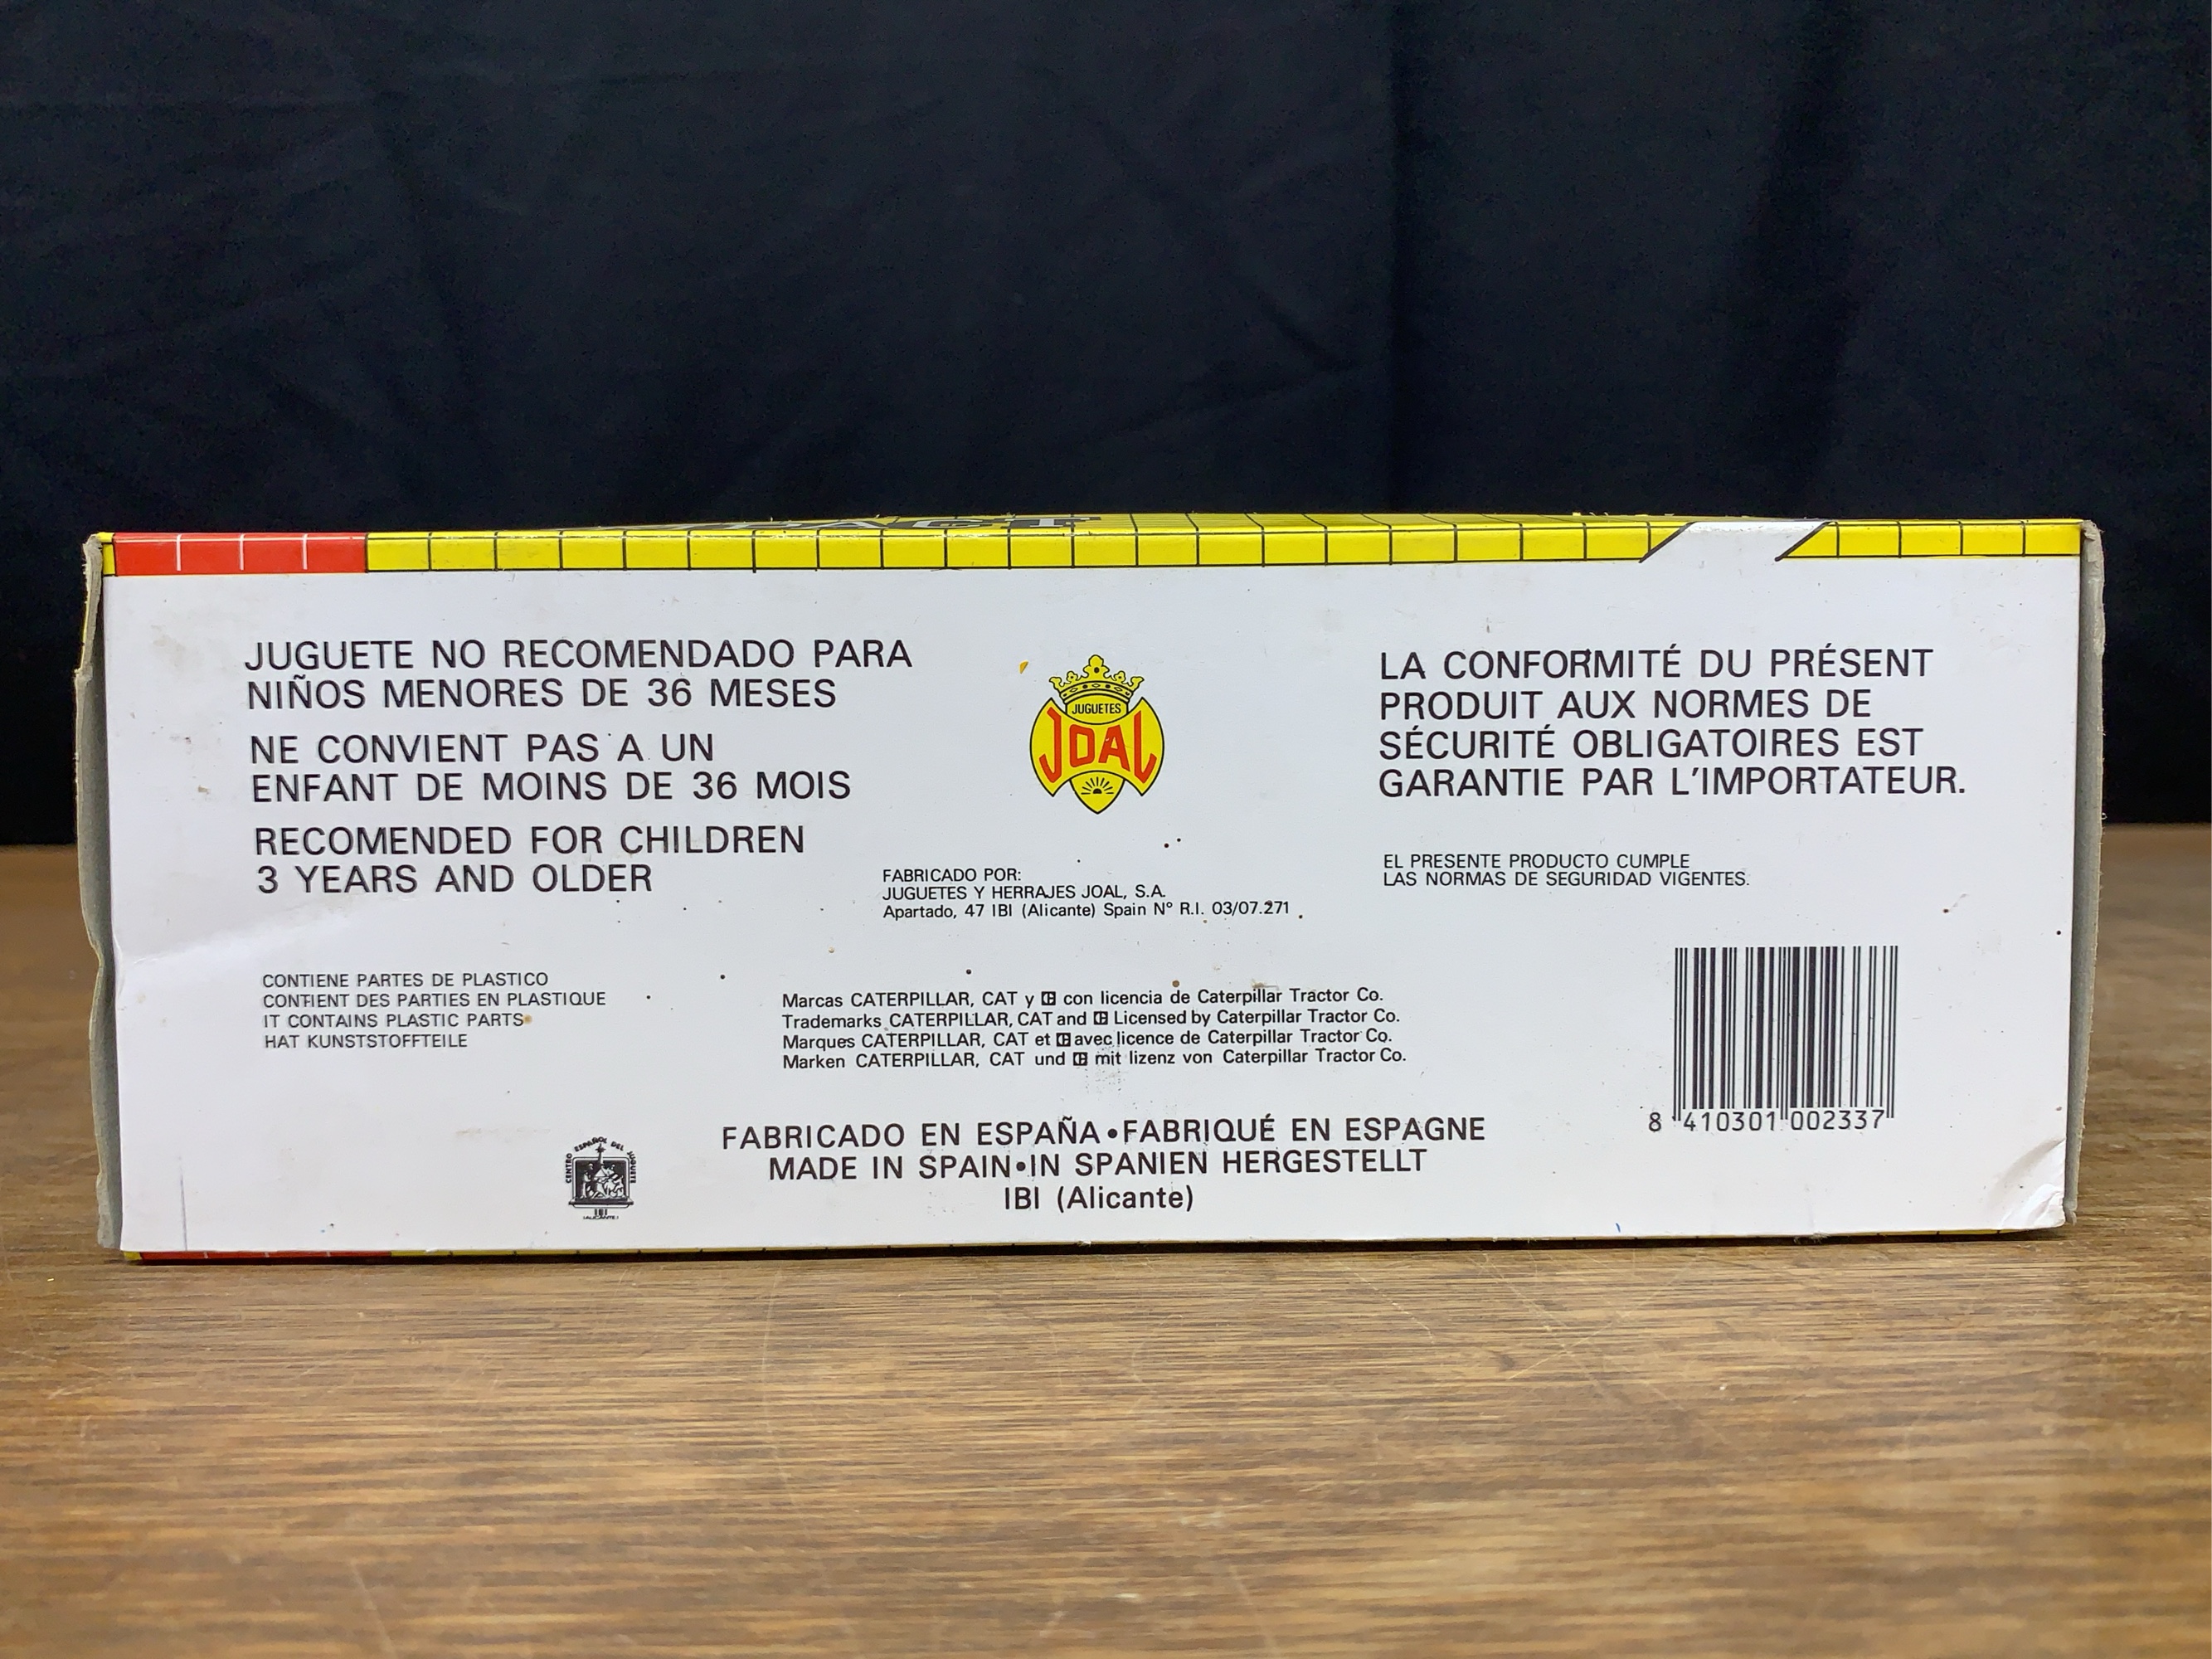 JUGUETE NO RECOMENDADO PARA
NIÑOS MENORES DE 36 MESES
NE CONVIENT PAS A UN
ENFANT DE MOINS DE 36 MOIS
RECOMENDED FOR CHILDREN
3 YEARS AND OLDER
CONTIENE PARTES DE PLASTICO
CONTIENT DES PARTIES EN PLASTIQUE
IT CONTAINS PLASTIC PARTS
HAT KUNSTSTOFFTEILE
JUGUETES
JOAL
FABRICADO POR:
JUGUETES Y HERRAJES JOAL, S.A.
Apartado, 47 IBI (Alicante) Spain Nº R.I. 03/07.271
Marcas CATERPILLAR, CAT y con licencia de Caterpillar Tractor Co.
Trademarks CATERPILLAR, CAT and Licensed by Caterpillar Tractor Co.
Marques CATERPILLAR, CAT et avec licence de Caterpillar Tractor Co.
Marken CATERPILLAR, CAT und mit lizenz von Caterpillar Tractor Co.
LA CONFORMITÉ DU PRÉSENT
PRODUIT AUX NORMES DE
SÉCURITÉ OBLIGATOIRES EST
GARANTIE PAR L'IMPORTATEUR.
EL PRESENTE PRODUCTO CUMPLE
LAS NORMAS DE SEGURIDAD VIGENTES.
8 410301 002337
CENTRO ESPAÑOL DEL JUGUETE
IBI
(ALICANTE)
FABRICADO EN ESPAÑA•FABRIQUÉ EN ESPAGNE
MADE IN SPAIN•IN SPANIEN HERGESTELLT
IBI (Alicante)